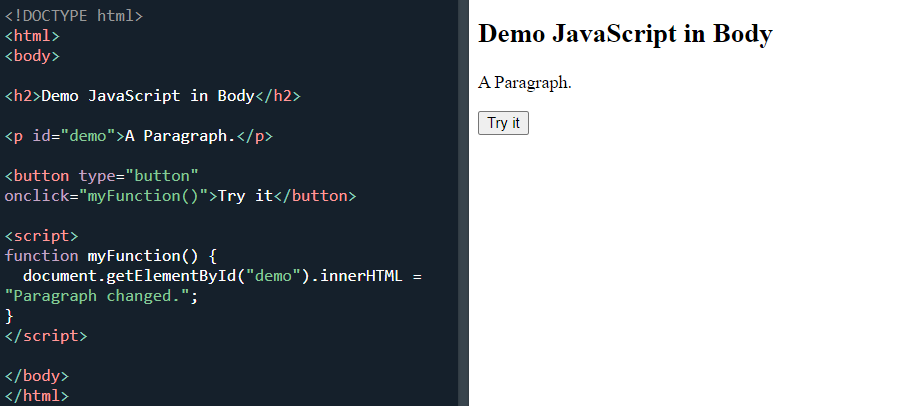 <!DOCTYPE html>
<html>
<body>
<h2>Demo JavaScript in Body</h2>
<p id="demo">A Paragraph.</p>
<button type="button"
onclick="myFunction()">Try it</button>
<script>
function myFunction() {
  document.getElementById("demo").innerHTML =
"Paragraph changed.";
}
</script>
</body>
</html>
Demo JavaScript in Body
A Paragraph.
Try it